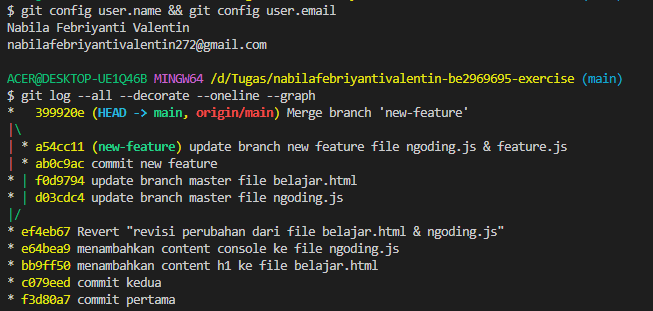 $ git config user.name && git config user.email
Nabila Febriyanti Valentin
nabilafebriyantivalentin272@gmail.com
ACER@DESKTOP-UE1Q46B MINGW64 /d/Tugas/nabilafebriyantivalentin-be2969695-exercise (main)
$ git log --all --decorate --oneline --graph
*   399920e (HEAD -> main, origin/main) Merge branch 'new-feature'
|\
| * a54cc11 (new-feature) update branch new feature file ngoding.js & feature.js
| * ab0c9ac commit new feature
* | f0d9794 update branch master file belajar.html
* | d03cdc4 update branch master file ngoding.js
|/
* ef4eb67 Revert "revisi perubahan dari file belajar.html & ngoding.js"
* e64bea9 menambahkan content console ke file ngoding.js
* bb9ff50 menambahkan content h1 ke file belajar.html
* c079eed commit kedua
* f3d80a7 commit pertama